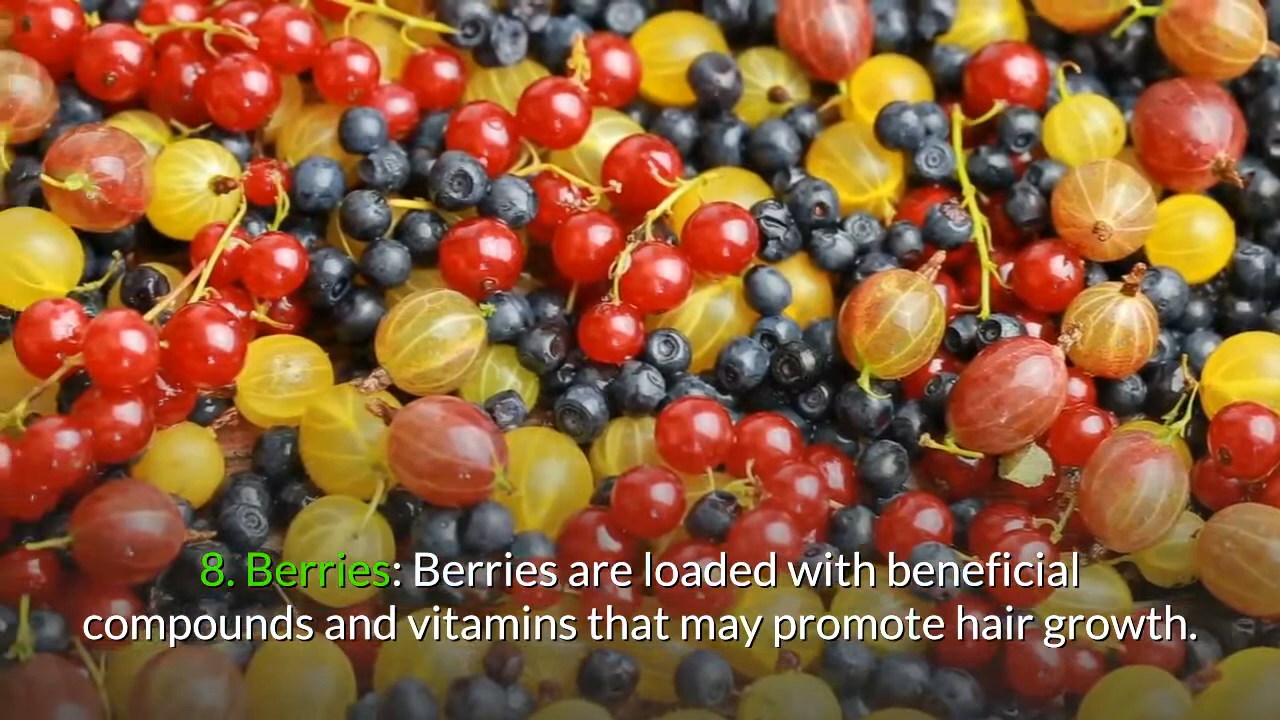 8. Berries: Berries are loaded with beneficial
compounds and vitamins that may promote hair growth.